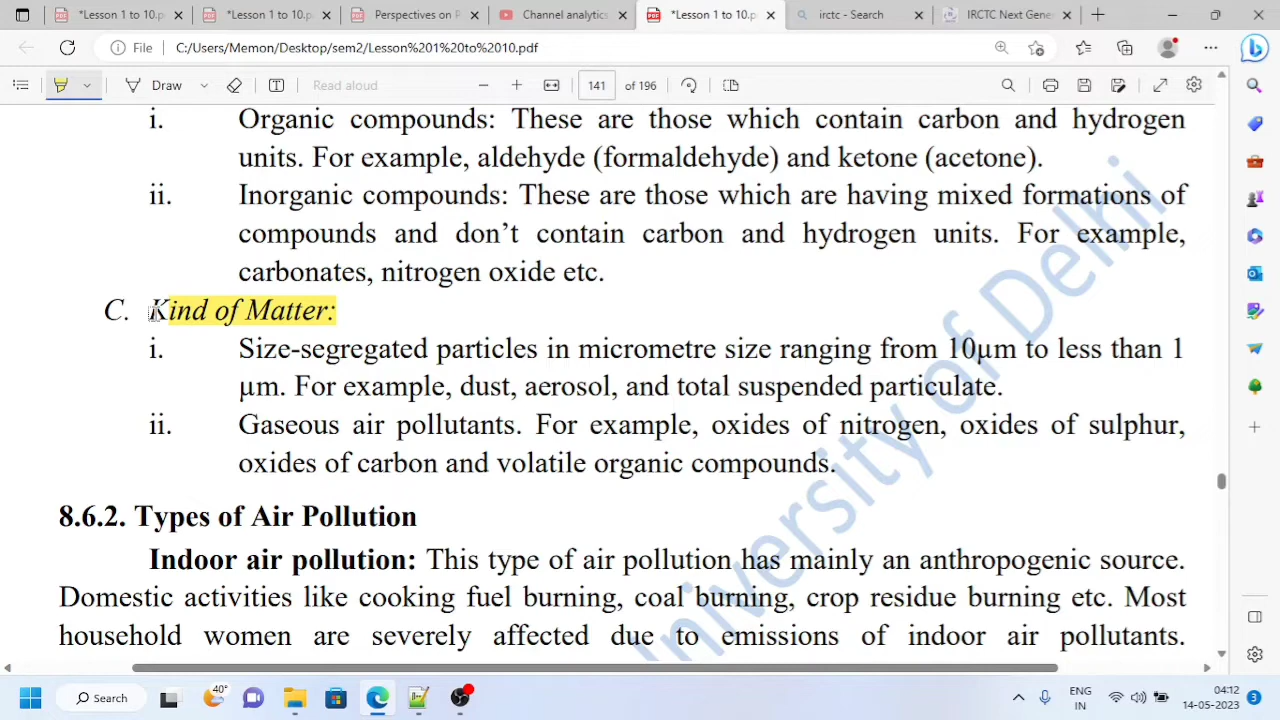 *Lesson 1 to 10.p
*Lesson 1 to 10.p
Perspectives on P
Channel analytics
*Lesson 1 to 10.p
irctc - Search
IRCTC Next Gene
File C:/Users/Memon/Desktop/sem2/Lesson%201%20to%2010.pdf
Draw Read aloud 141 of 196
i. Organic compounds: These are those which contain carbon and hydrogen
units. For example, aldehyde (formaldehyde) and ketone (acetone).
ii. Inorganic compounds: These are those which are having mixed formations of
compounds and don’t contain carbon and hydrogen units. For example,
carbonates, nitrogen oxide etc.
C. Kind of Matter:
i. Size-segregated particles in micrometre size ranging from 10µm to less than 1
µm. For example, dust, aerosol, and total suspended particulate.
ii. Gaseous air pollutants. For example, oxides of nitrogen, oxides of sulphur,
oxides of carbon and volatile organic compounds.
8.6.2. Types of Air Pollution
Indoor air pollution: This type of air pollution has mainly an anthropogenic source.
Domestic activities like cooking fuel burning, coal burning, crop residue burning etc. Most
household women are severely affected due to emissions of indoor air pollutants.
University of Delhi
Search 40° ENG 04:12
IN 14-05-2023 3